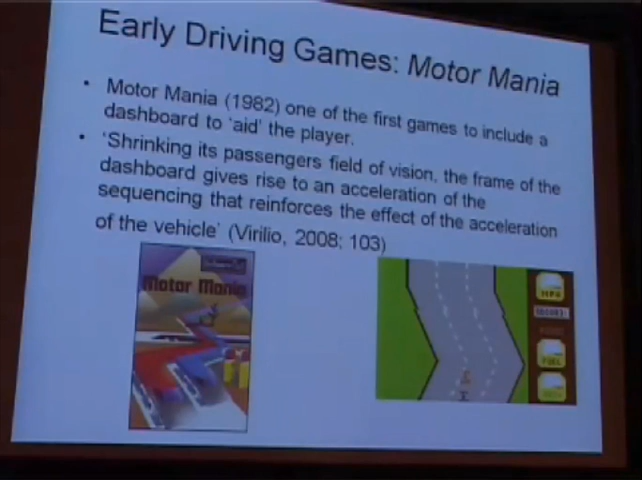 Early Driving Games: Motor Mania
• Motor Mania (1982) one of the first games to include a
dashboard to 'aid' the player.
• 'Shrinking its passengers field of vision, the frame of the
dashboard gives rise to an acceleration of the
sequencing that reinforces the effect of the acceleration
of the vehicle' (Virilio, 2008; 103)
Motor Mania
MPH
FUEL